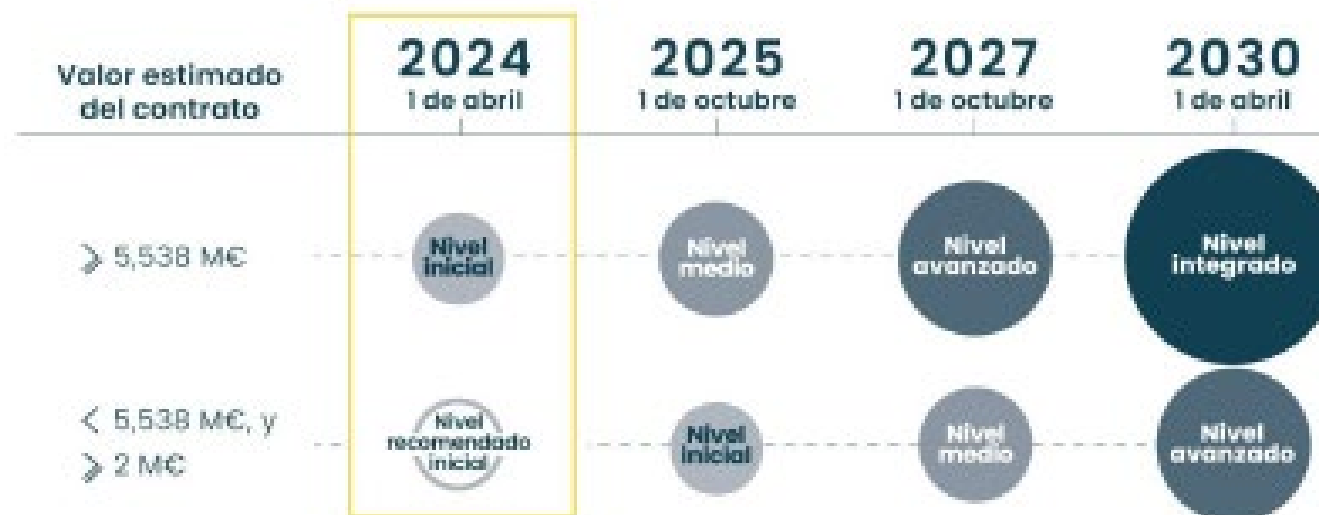 Valor estimado
del contrato
2024
1 de abril
2025
1 de octubre
2027
1 de octubre
2030
1 de abril
⩾ 5,538 M€
Nivel
inicial
Nivel
medio
Nivel
avanzado
Nivel
integrado
< 5,538 M€, y
⩾ 2 M€
Nivel
recomendado
inicial
Nivel
inicial
Nivel
medio
Nivel
avanzado